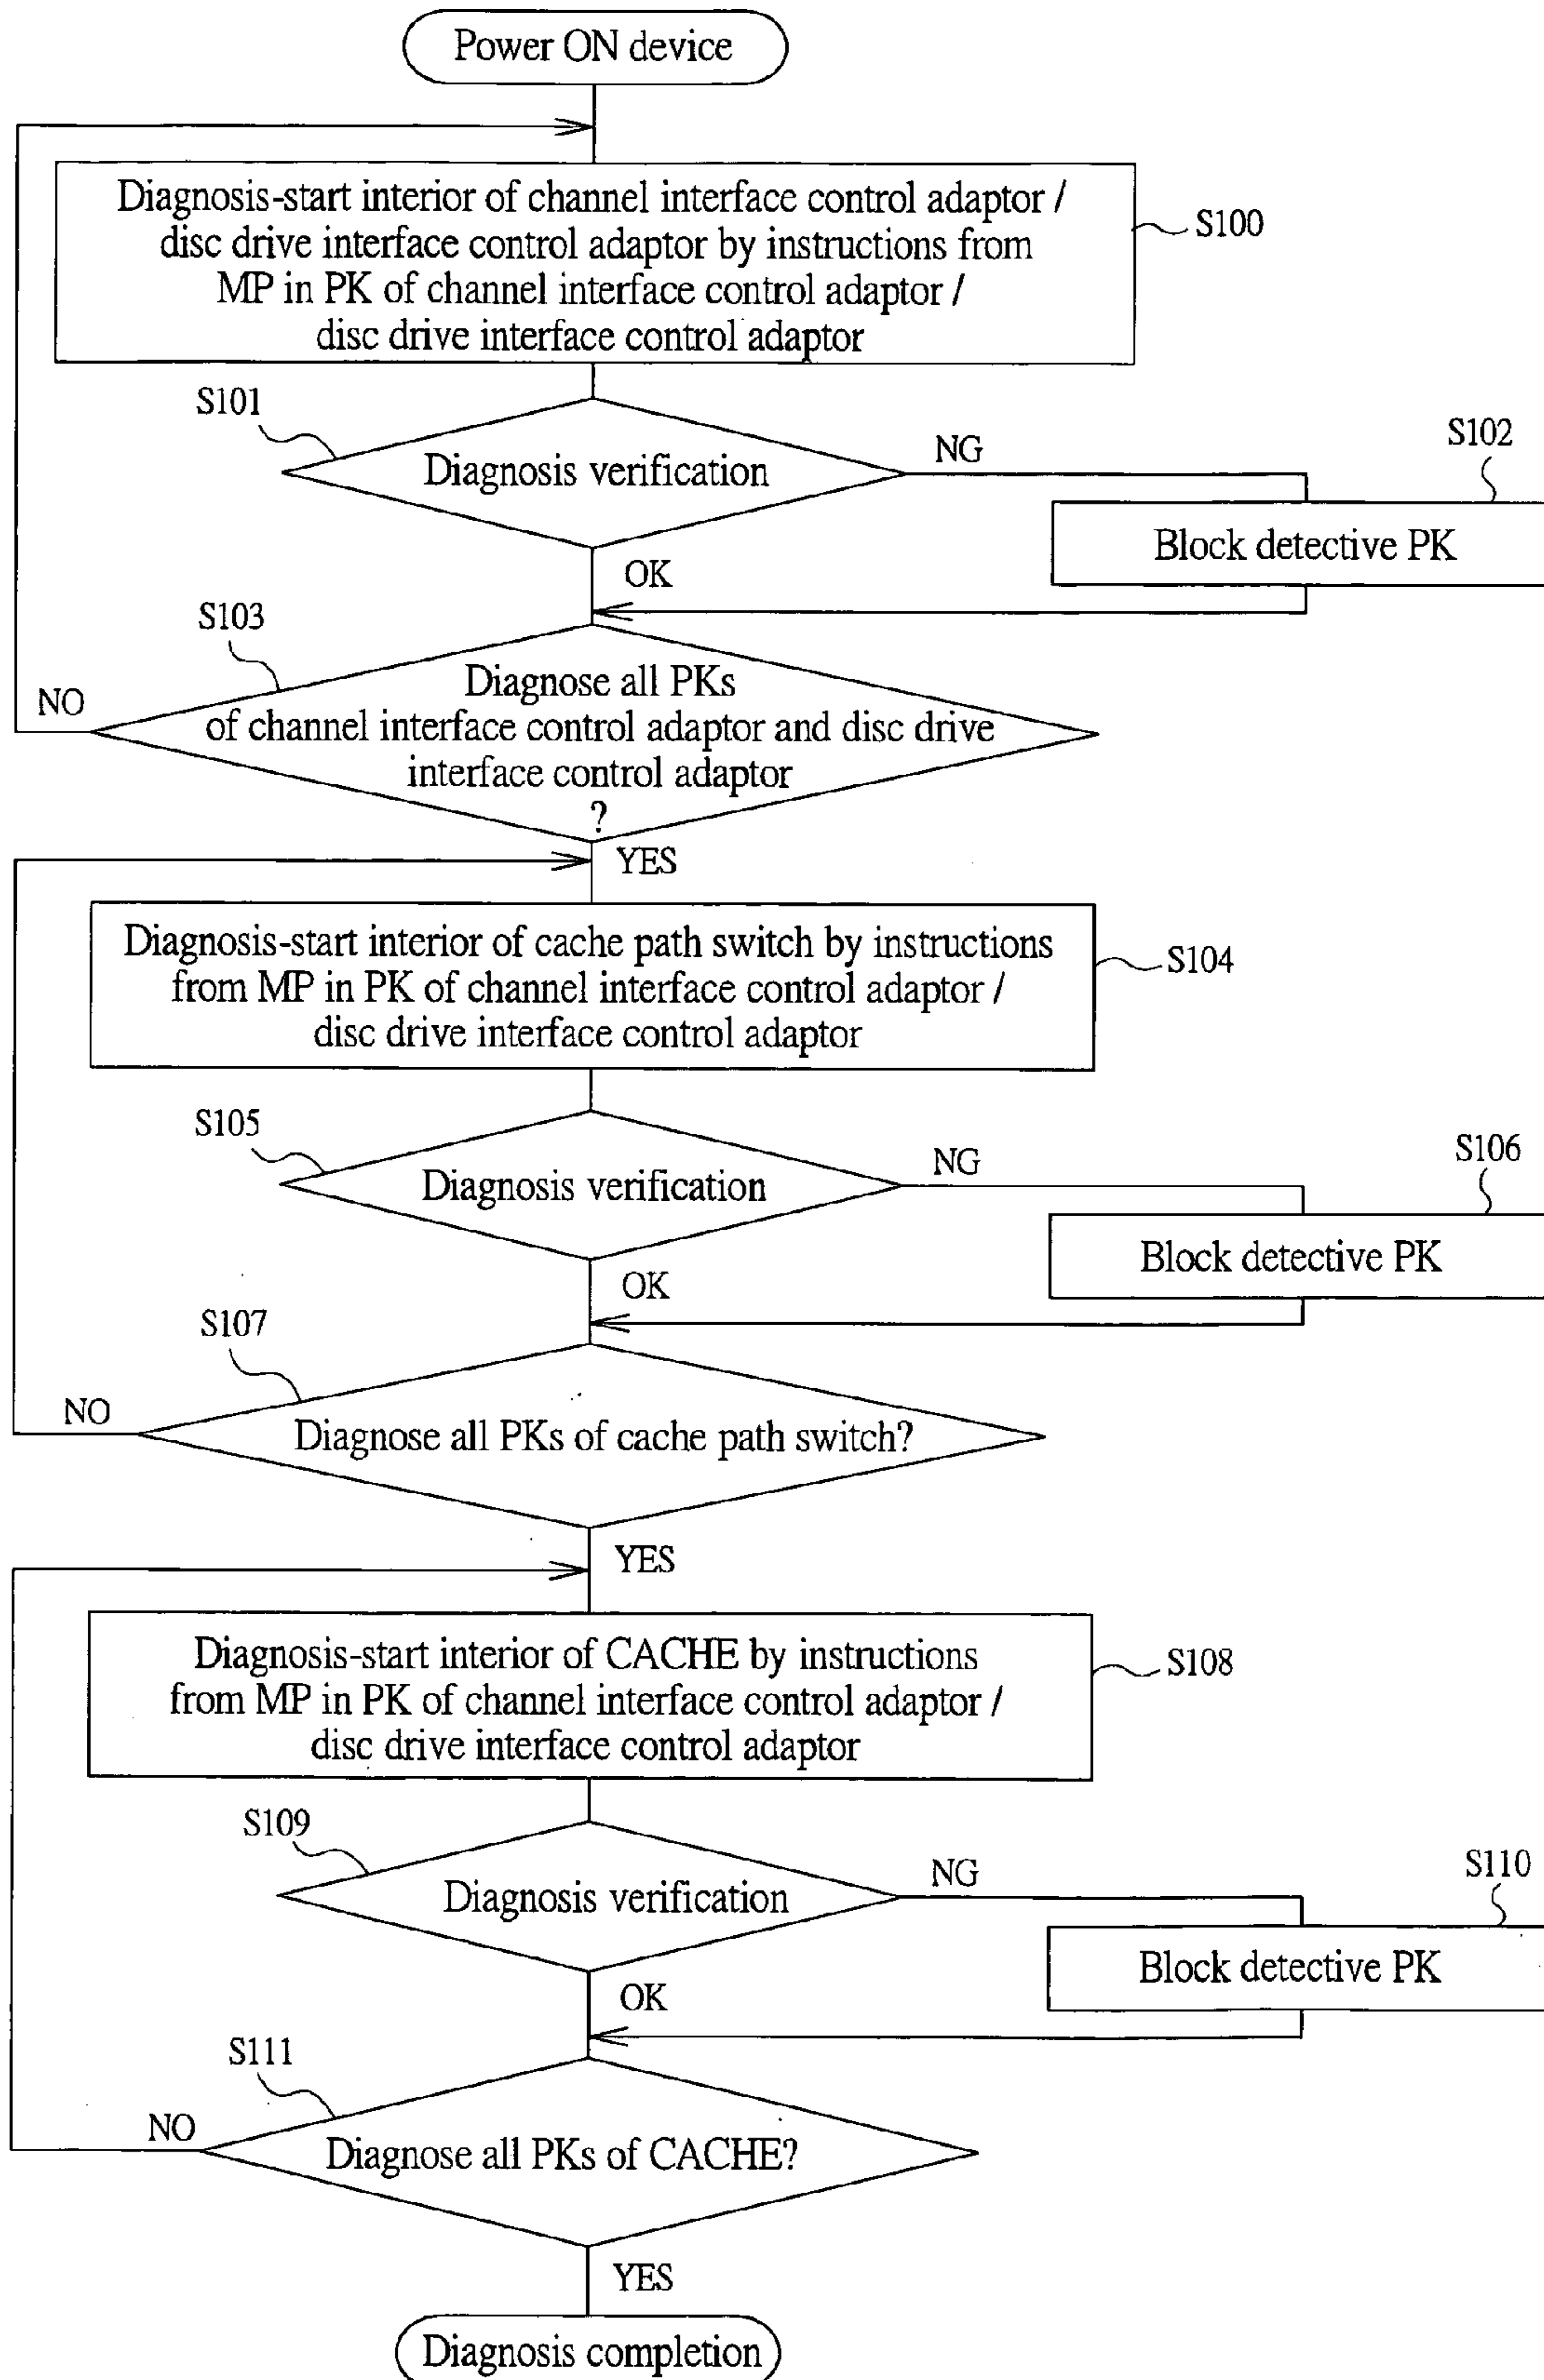 Power ON device
Diagnosis-start interior of channel interface control adaptor /
disc drive interface control adaptor by instructions from
MP in PK of channel interface control adaptor /
disc drive interface control adaptor
S100
S101
Diagnosis verification
NG
S102
Block detective PK
OK
S103
Diagnose all PKs
of channel interface control adaptor and disc drive
interface control adaptor
?
NO
YES
Diagnosis-start interior of cache path switch by instructions
from MP in PK of channel interface control adaptor /
disc drive interface control adaptor
S104
S105
Diagnosis verification
NG
S106
Block detective PK
OK
S107
Diagnose all PKs of cache path switch?
NO
YES
Diagnosis-start interior of CACHE by instructions
from MP in PK of channel interface control adaptor /
disc drive interface control adaptor
S108
S109
Diagnosis verification
NG
S110
Block detective PK
OK
S111
Diagnose all PKs of CACHE?
NO
YES
Diagnosis completion